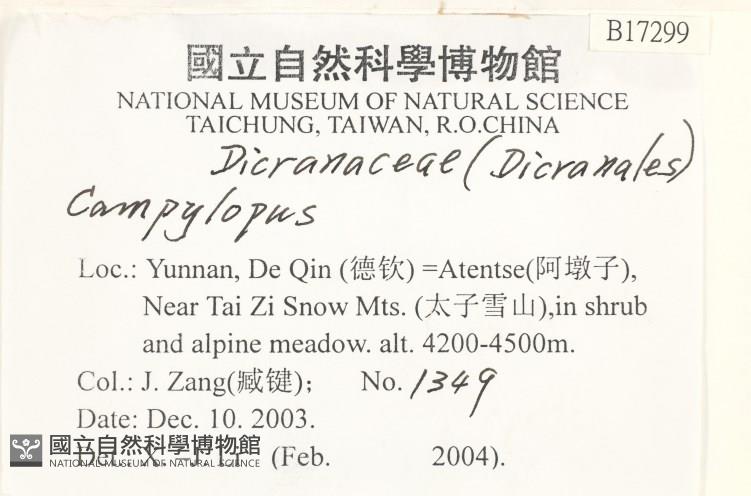 B17299
國立自然科學博物館
NATIONAL MUSEUM OF NATURAL SCIENCE
TAICHUNG, TAIWAN, R.O.CHINA
Dicranaceae (Dicranales)
Campylopus
Loc.: Yunnan, De Qin (德钦) =Atentse(阿墩子),
Near Tai Zi Snow Mts. (太子雪山),in shrub
and alpine meadow. alt. 4200-4500m.
Col.: J. Zang(臧键); No. 1349
Date: Dec. 10. 2003.
國立自然科學博物館
NATIONAL MUSEUM OF NATURAL SCIENCE
(Feb. 2004).